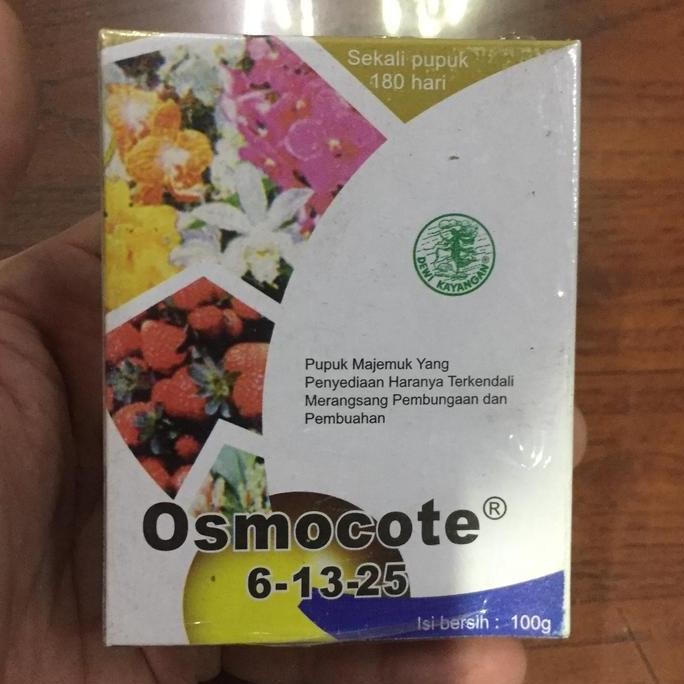 Sekali pupuk
180 hari
DEWI KAYANGAN®
Pupuk Majemuk Yang
Penyediaan Haranya Terkendali
Merangsang Pembungaan dan
Pembuahan
Osmocote®
6-13-25
Isi bersih : 100g